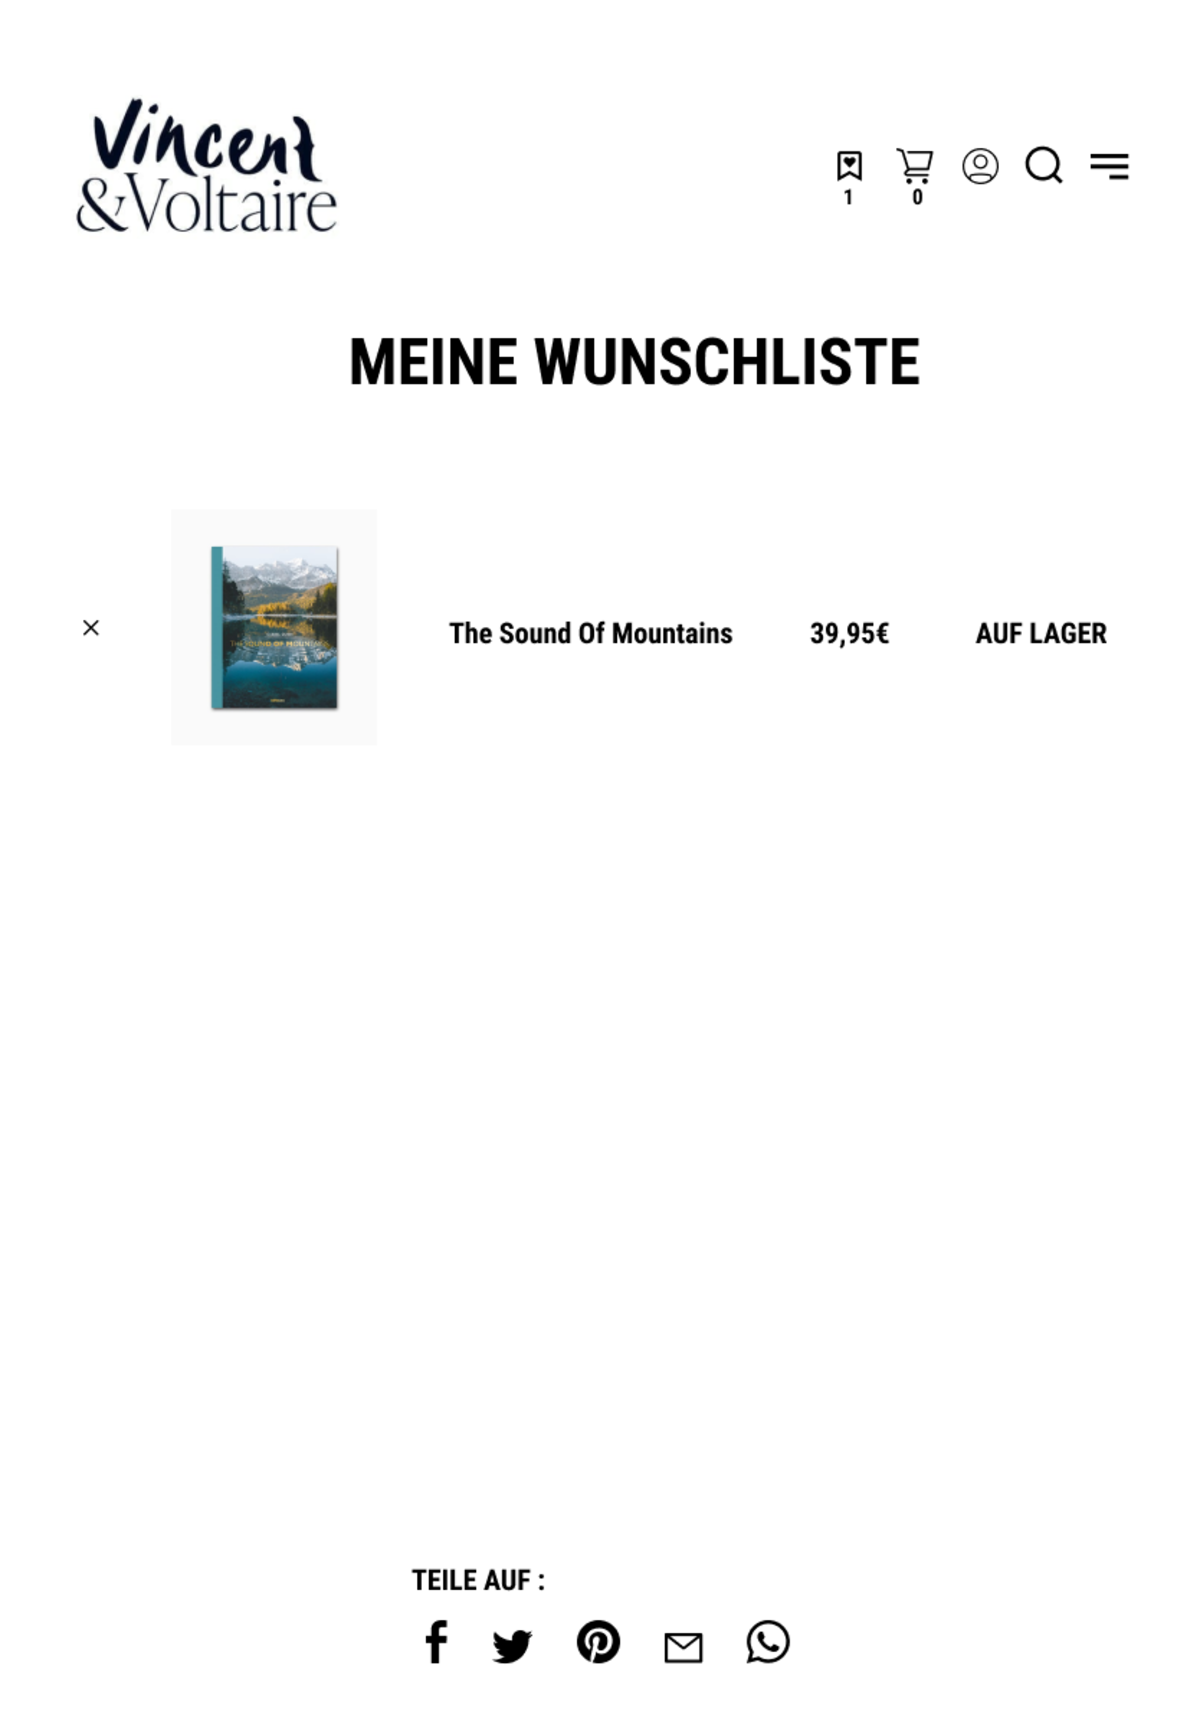 Vincent
&Voltaire
1
0
MEINE WUNSCHLISTE
THE SOUND OF MOUNTAINS
The Sound Of Mountains
39,95€
AUF LAGER
TEILE AUF :